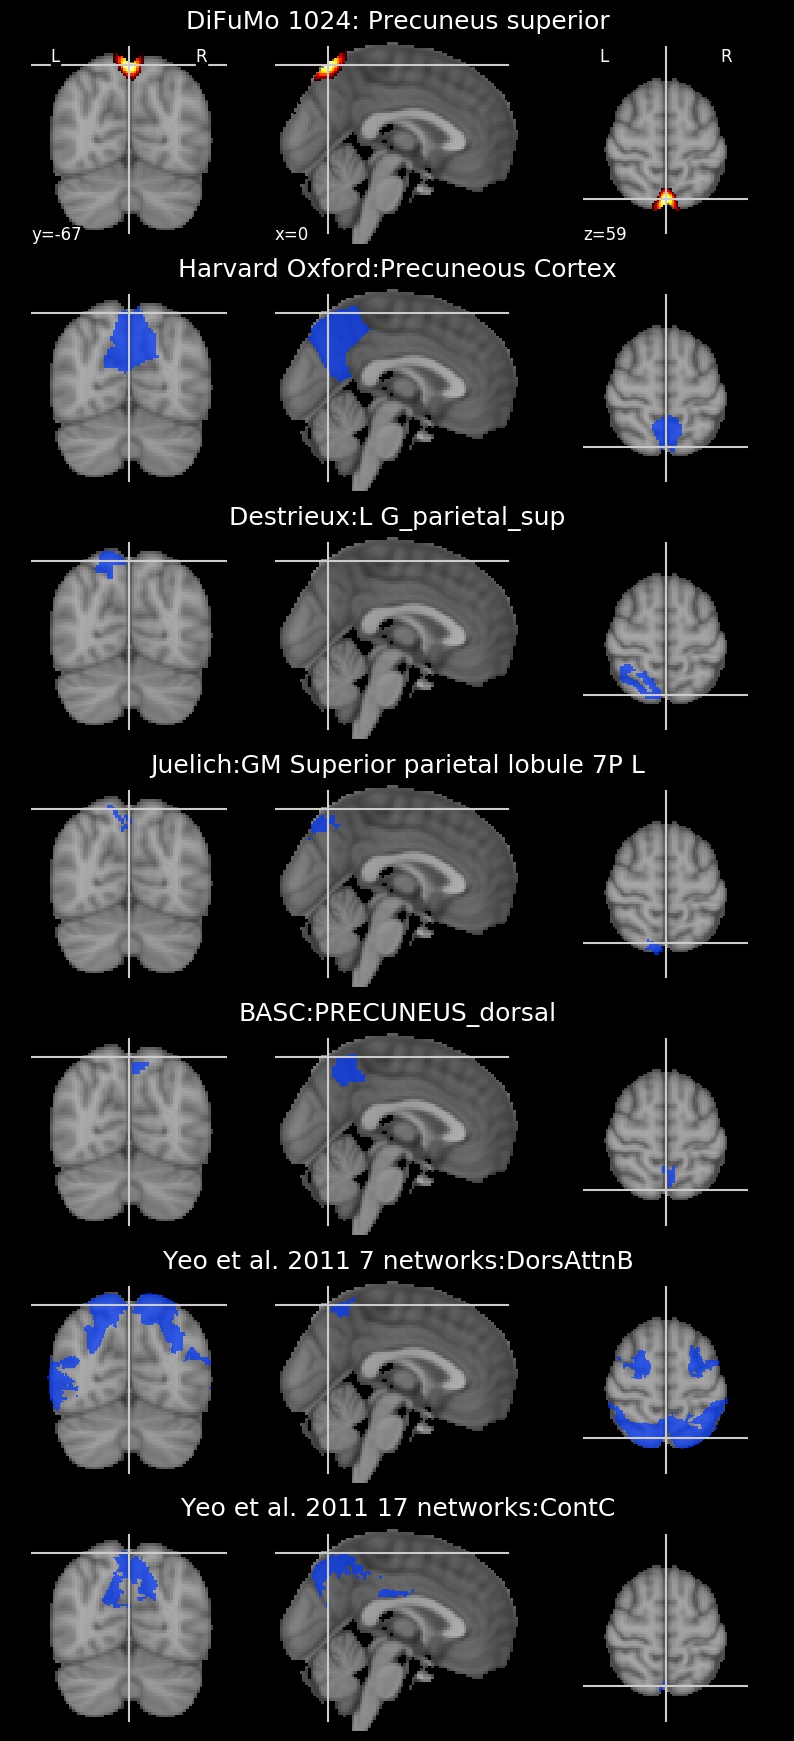 DiFuMo 1024: Precuneus superior
L R L R
y=-67 x=0 z=59
Harvard Oxford:Precuneous Cortex
Destrieux:L G_parietal_sup
Juelich:GM Superior parietal lobule 7P L
BASC:PRECUNEUS_dorsal
Yeo et al. 2011 7 networks:DorsAttnB
Yeo et al. 2011 17 networks:ContC